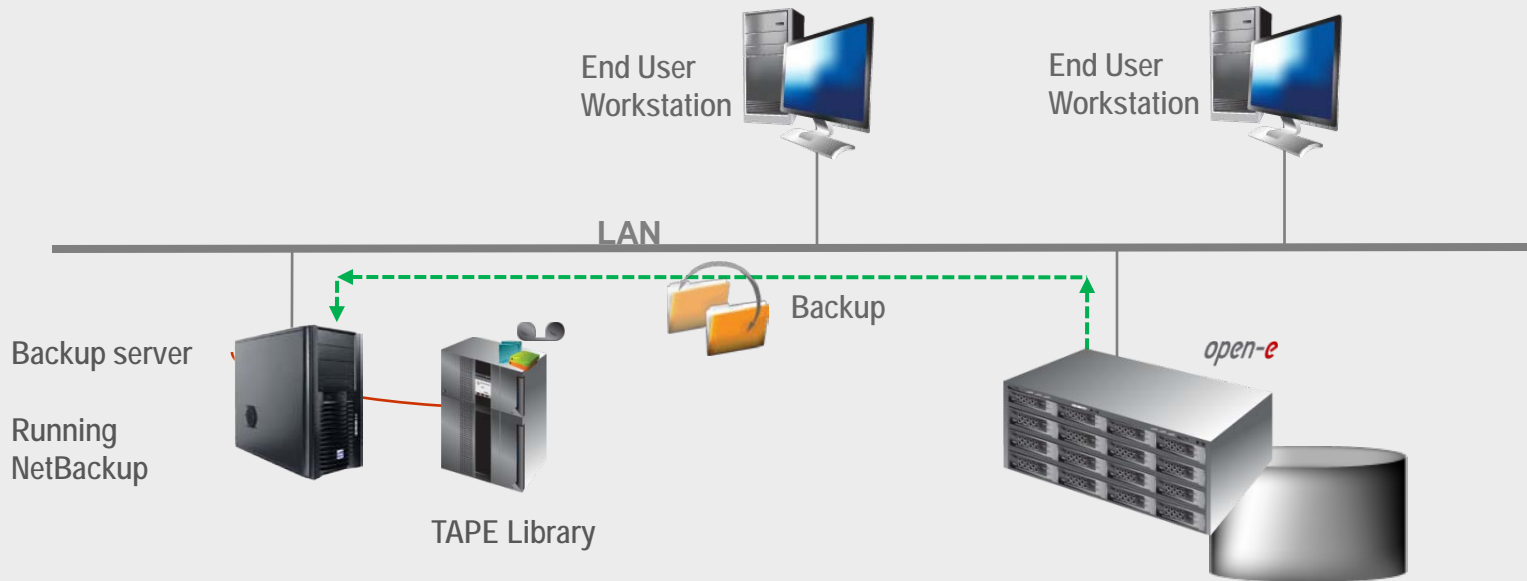 End User
Workstation
End User
Workstation
LAN
Backup
open-e
Backup server
Running
NetBackup
TAPE Library